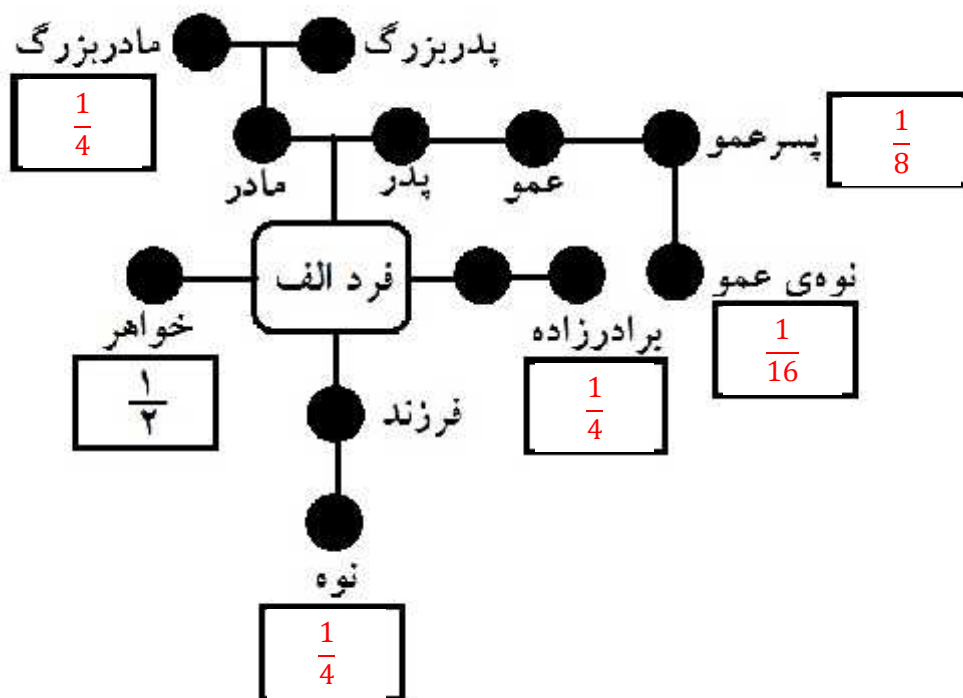 مادربزرگ
پدربزرگ
1/4
پسرعمو
1/8
مادر
پدر
عمو
فرد الف
نوه‌ی عمو
1/16
خواهر
۱/۲
برادرزاده
1/4
فرزند
نوه
1/4